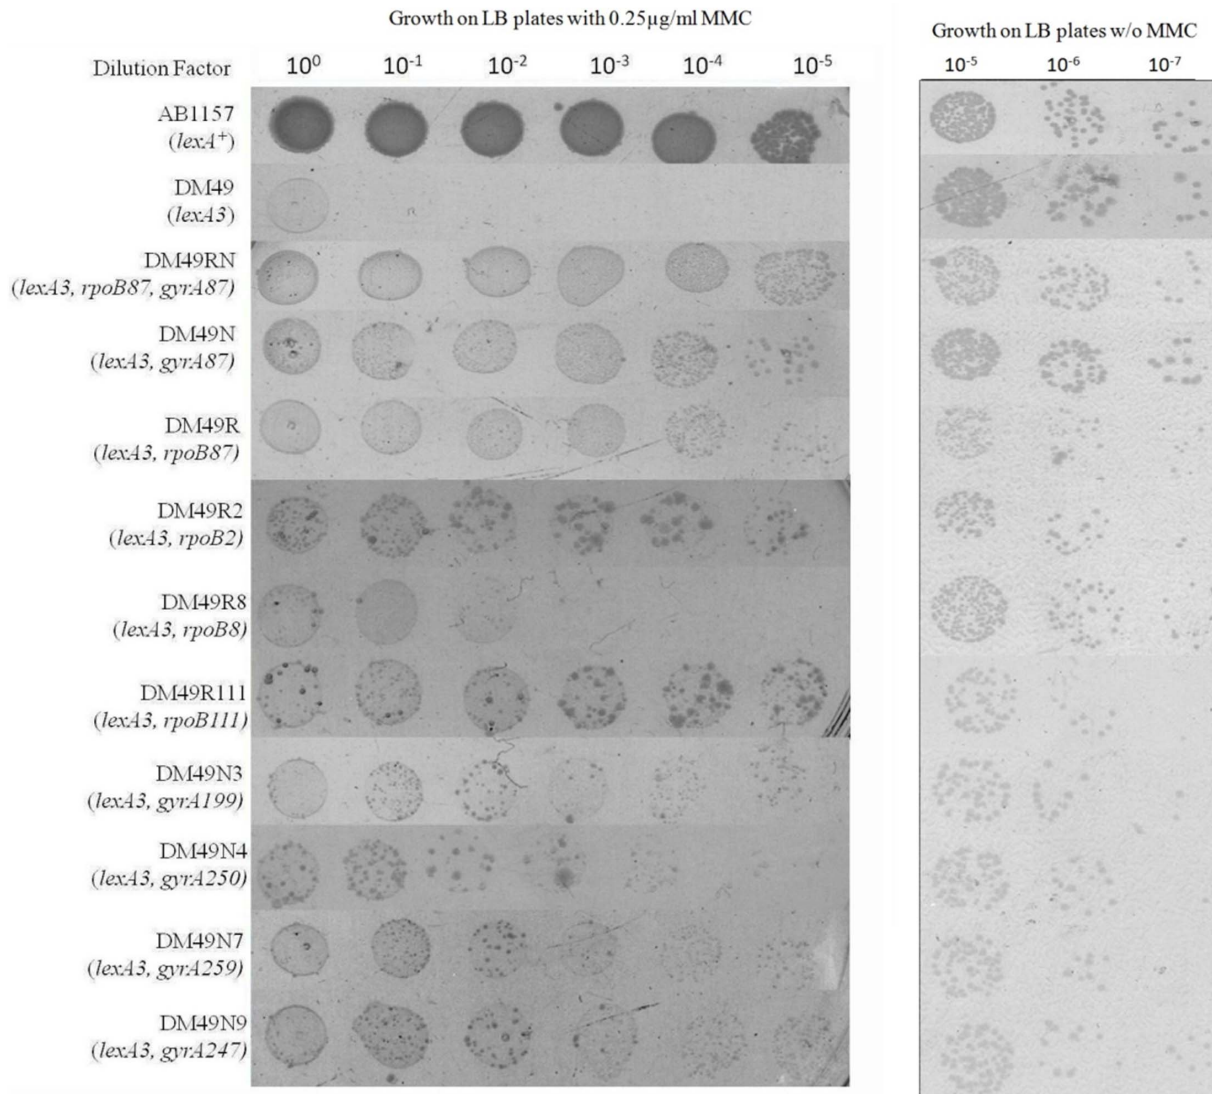 Growth on LB plates with 0.25µg/ml MMC
Growth on LB plates w/o MMC
Dilution Factor 10⁰ 10⁻¹ 10⁻² 10⁻³ 10⁻⁴ 10⁻⁵
10⁻⁵ 10⁻⁶ 10⁻⁷
AB1157
(lexA⁺)
DM49
(lexA3)
DM49RN
(lexA3, rpoB87, gyrA87)
DM49N
(lexA3, gyrA87)
DM49R
(lexA3, rpoB87)
DM49R2
(lexA3, rpoB2)
DM49R8
(lexA3, rpoB8)
DM49R111
(lexA3, rpoB111)
DM49N3
(lexA3, gyrA199)
DM49N4
(lexA3, gyrA250)
DM49N7
(lexA3, gyrA259)
DM49N9
(lexA3, gyrA247)